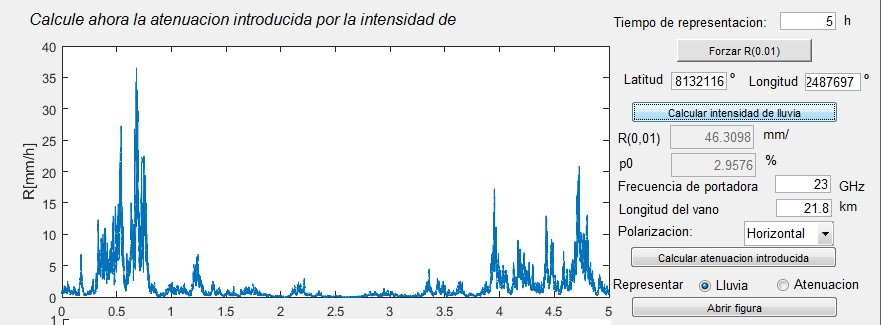 Calcule ahora la atenuacion introducida por la intensidad de
Tiempo de representacion: 5 h
Forzar R(0.01)
Latitud 8132116 º Longitud 2487697 º
Calcular intensidad de lluvia
R(0,01) 46.3098 mm/
p0 2.9576 %
Frecuencia de portadora 23 GHz
Longitud del vano 21.8 km
Polarizacion: Horizontal
Calcular atenuacion introducida
Representar Lluvia Atenuacion
Abrir figura
R[mm/h]
40
35
30
25
20
15
10
5
0
0 0.5 1 1.5 2 2.5 3 3.5 4 4.5 5
1